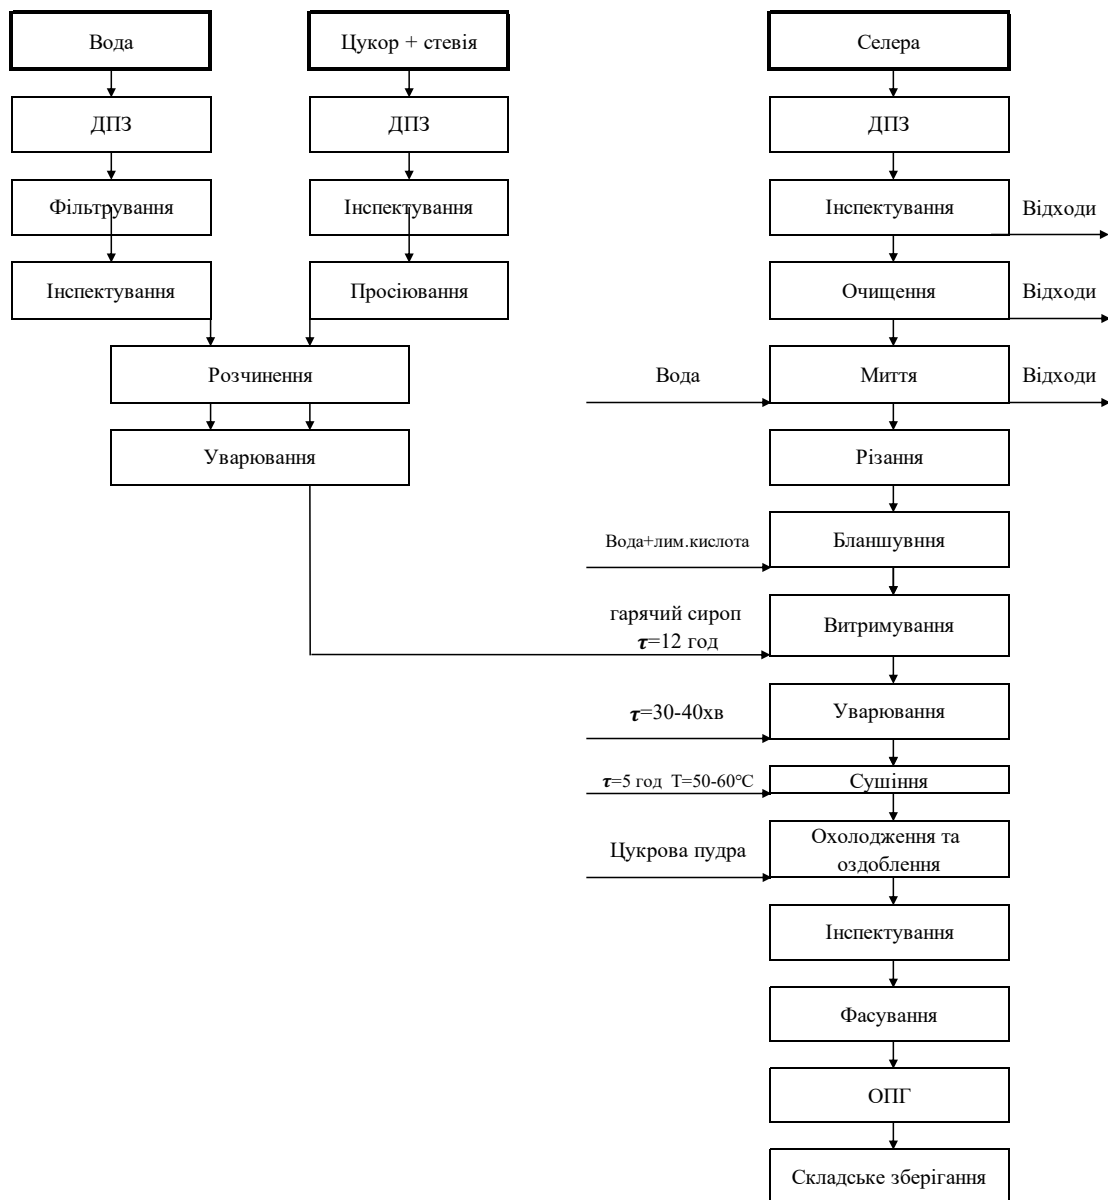 Вода
Цукор + стевія
Селера
ДПЗ
ДПЗ
ДПЗ
Фільтрування
Інспектування
Інспектування
Відходи
Інспектування
Просіювання
Очищення
Відходи
Розчинення
Вода
Миття
Відходи
Уварювання
Різання
Вода+лим.кислота
Бланшувння
гарячий сироп
τ=12 год
Витримування
τ=30-40хв
Уварювання
τ=5 год T=50-60°C
Сушіння
Цукрова пудра
Охолодження та
оздоблення
Інспектування
Фасування
ОПГ
Складське зберігання